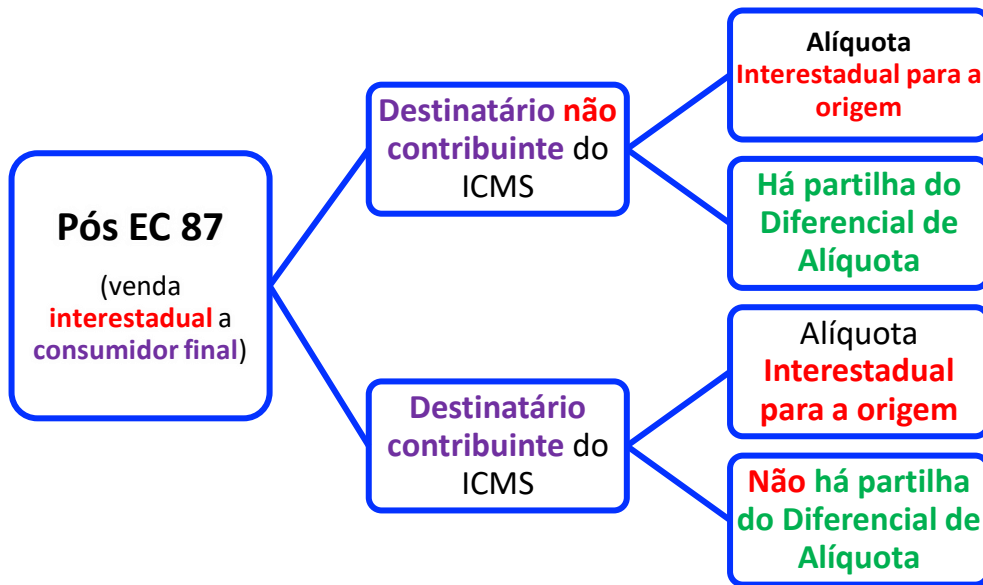 Pós EC 87
(venda
interestadual a
consumidor final)
Destinatário não
contribuinte do
ICMS
Alíquota
Interestadual para a
origem
Há partilha do
Diferencial de
Alíquota
Destinatário
contribuinte do
ICMS
Alíquota
Interestadual
para a origem
Não há partilha
do Diferencial de
Alíquota